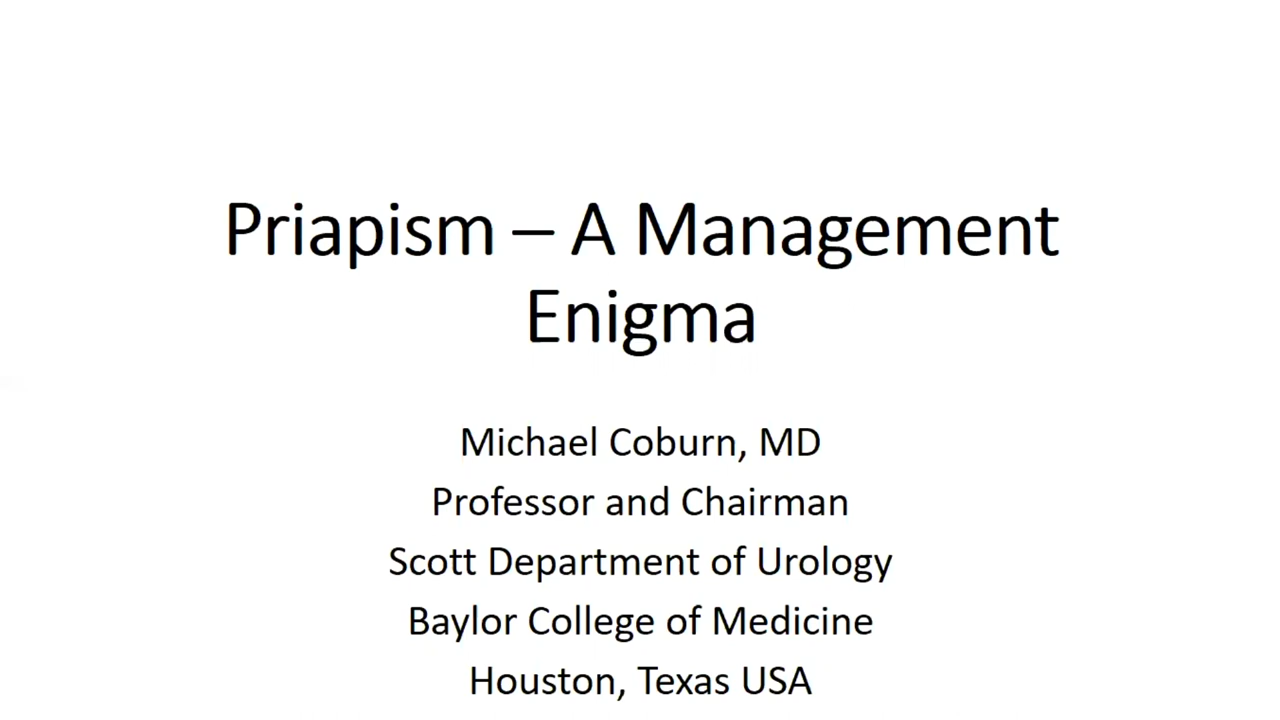 Priapism – A Management
Enigma
Michael Coburn, MD
Professor and Chairman
Scott Department of Urology
Baylor College of Medicine
Houston, Texas USA